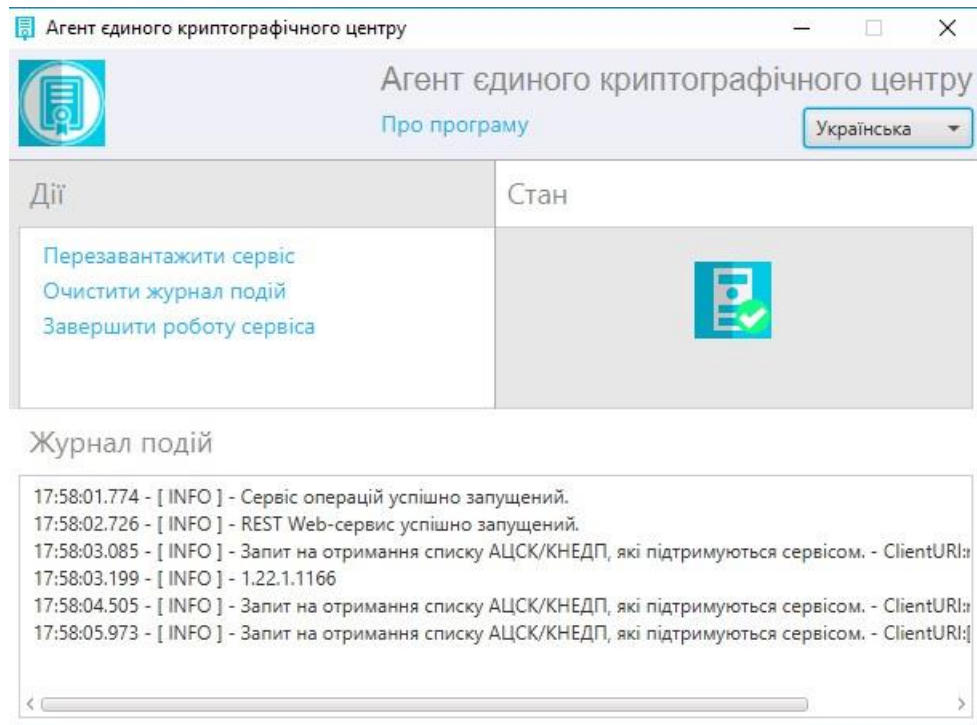 Агент єдиного криптографічного центру
Агент єдиного криптографічного центру
Про програму
Українська
Дії
Стан
Перезавантажити сервіс
Очистити журнал подій
Завершити роботу сервіса
Журнал подій
17:58:01.774 - [ INFO ] - Сервіс операцій успішно запущений.
17:58:02.726 - [ INFO ] - REST Web-сервис успішно запущений.
17:58:03.085 - [ INFO ] - Запит на отримання списку АЦСК/КНЕДП, які підтримуються сервісом. - ClientURI:
17:58:03.199 - [ INFO ] - 1.22.1.1166
17:58:04.505 - [ INFO ] - Запит на отримання списку АЦСК/КНЕДП, які підтримуються сервісом. - ClientURI:
17:58:05.973 - [ INFO ] - Запит на отримання списку АЦСК/КНЕДП, які підтримуються сервісом. - ClientURI:[